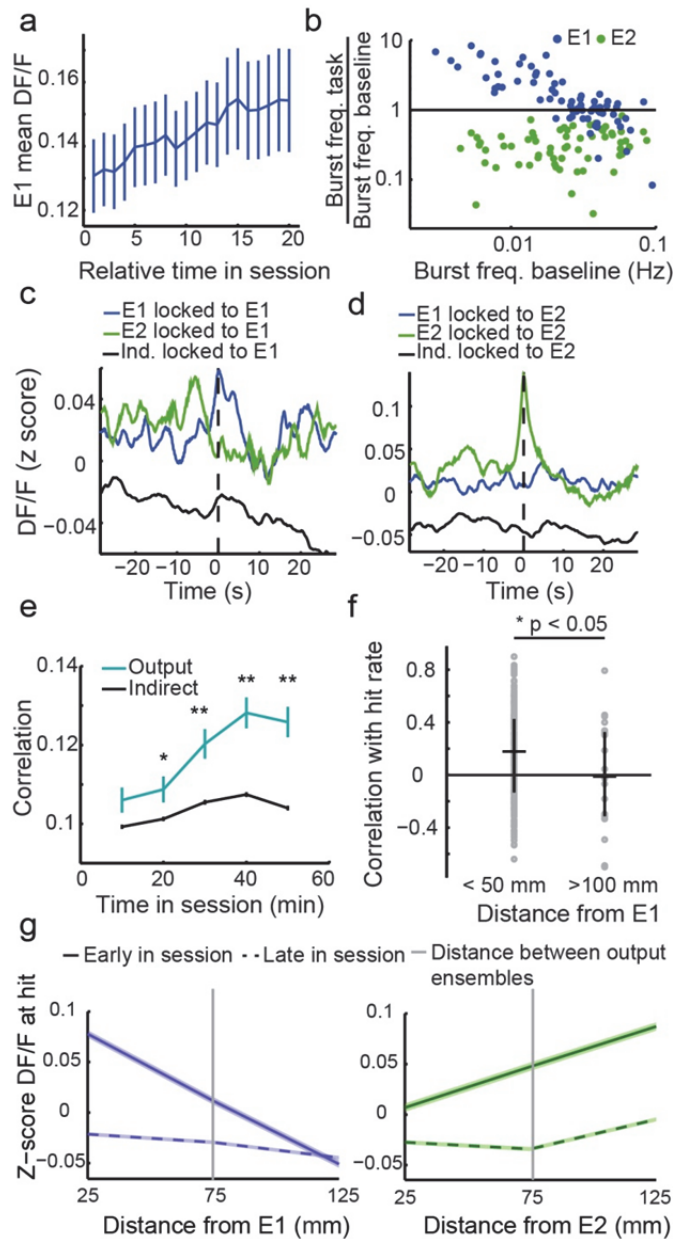 a
E1 mean DF/F
0.16
0.14
0.12
0
5
10
15
20
Relative time in session
b
E1 E2
Burst freq. task
Burst freq. baseline
10
1
0.1
0.01
0.1
Burst freq. baseline (Hz)
c
E1 locked to E1
E2 locked to E1
Ind. locked to E1
DF/F (z score)
0.04
0
−0.04
−20
−10
0
10
20
Time (s)
d
E1 locked to E2
E2 locked to E2
Ind. locked to E2
0.1
0.05
0
−0.05
−20
−10
0
10
20
Time (s)
e
Output
Indirect
Correlation
0.14
0.12
0.1
*
**
**
**
0
20
40
60
Time in session (min)
f
* p < 0.05
Correlation with hit rate
0.8
0.4
0
−0.4
< 50 mm >100 mm
Distance from E1
g
Early in session Late in session Distance between output
ensembles
Z-score DF/F at hit
0.1
0.05
0
−0.05
25
75
125
Distance from E1 (mm)
0.1
0.05
0
−0.05
25
75
125
Distance from E2 (mm)